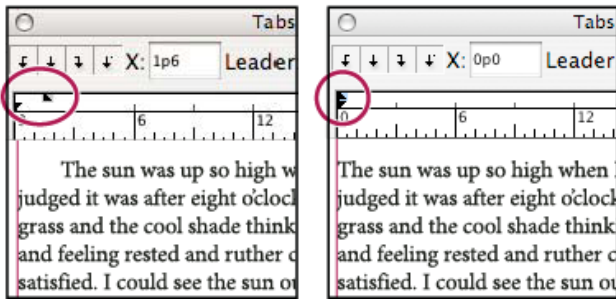 Tabs
X: 1p6 Leader
0 6 12
The sun was up so high w
judged it was after eight o'clock
grass and the cool shade think
and feeling rested and ruther c
satisfied. I could see the sun o
Tabs
X: 0p0 Leader
0 6 12
The sun was up so high when
judged it was after eight o'clock
grass and the cool shade think
and feeling rested and ruther c
satisfied. I could see the sun o